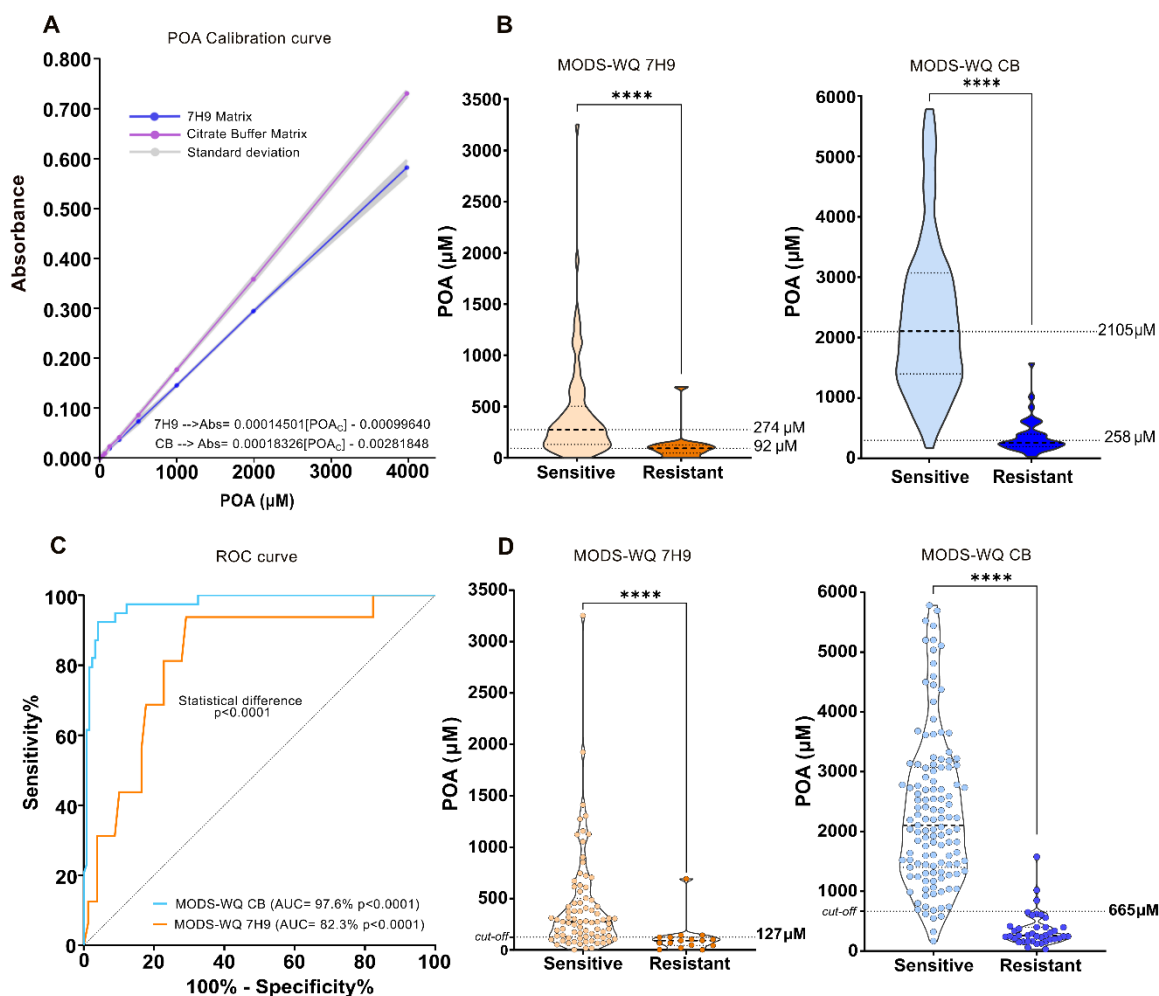 A
POA Calibration curve
0.800
0.700
0.600
0.500
0.400
0.300
0.200
0.100
0.000
Absorbance
7H9 Matrix
Citrate Buffer Matrix
Standard deviation
7H9 -->Abs= 0.00014501[POAC] - 0.00099640
CB --> Abs= 0.00018326[POAC] - 0.00281848
0 1000 2000 3000 4000
POA (µM)
B
MODS-WQ 7H9
****
3500
3000
2500
2000
1500
1000
500
0
POA (µM)
274 µM
92 µM
Sensitive Resistant
MODS-WQ CB
****
6000
5000
4000
3000
2000
1000
0
POA (µM)
2105µM
258 µM
Sensitive Resistant
C
ROC curve
100
80
60
40
20
0
Sensitivity%
Statistical difference
p<0.0001
MODS-WQ CB (AUC= 97.6% p<0.0001)
MODS-WQ 7H9 (AUC= 82.3% p<0.0001)
0 20 40 60 80 100
100% - Specificity%
D
MODS-WQ 7H9
****
3500
3000
2500
2000
1500
1000
500
0
POA (µM)
cut-off
127µM
Sensitive Resistant
MODS-WQ CB
****
6000
5000
4000
3000
2000
1000
0
POA (µM)
cut-off
665µM
Sensitive Resistant